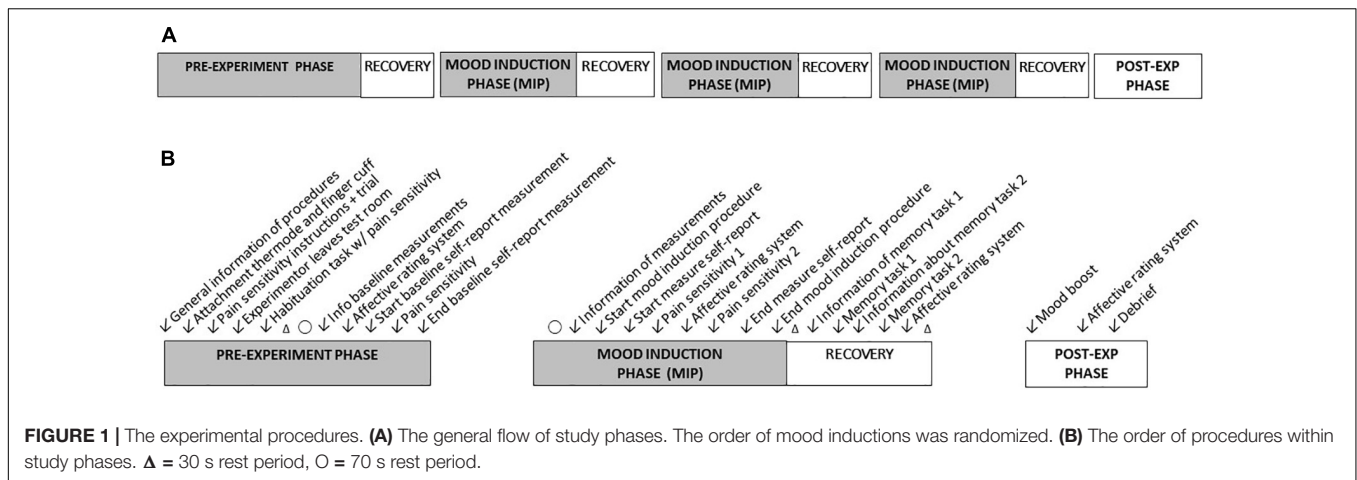 A
PRE-EXPERIMENT PHASE
RECOVERY
MOOD INDUCTION
PHASE (MIP)
RECOVERY
MOOD INDUCTION
PHASE (MIP)
RECOVERY
MOOD INDUCTION
PHASE (MIP)
RECOVERY
POST-EXP
PHASE
B
General information of procedures
Attachment thermode and finger cuff
Pain sensitivity instructions + trial
Experimentor leaves test room
Habituation task w/ pain sensitivity
Δ
O
Info baseline measurements
Affective rating system
Start baseline self-report measurement
Pain sensitivity
End baseline self-report measurement
PRE-EXPERIMENT PHASE
O
Information of measurements
Start mood induction procedure
Start measure self-report
Pain sensitivity 1
Affective rating system
Pain sensitivity 2
End measure self-report
End mood induction procedure
Δ
Information of memory task 1
Memory task 1
Information about memory task 2
Memory task 2
Affective rating system
Δ
MOOD INDUCTION
PHASE (MIP)
RECOVERY
Mood boost
Affective rating system
Debrief
POST-EXP
PHASE
FIGURE 1 | The experimental procedures. (A) The general flow of study phases. The order of mood inductions was randomized. (B) The order of procedures within
study phases. Δ = 30 s rest period, O = 70 s rest period.